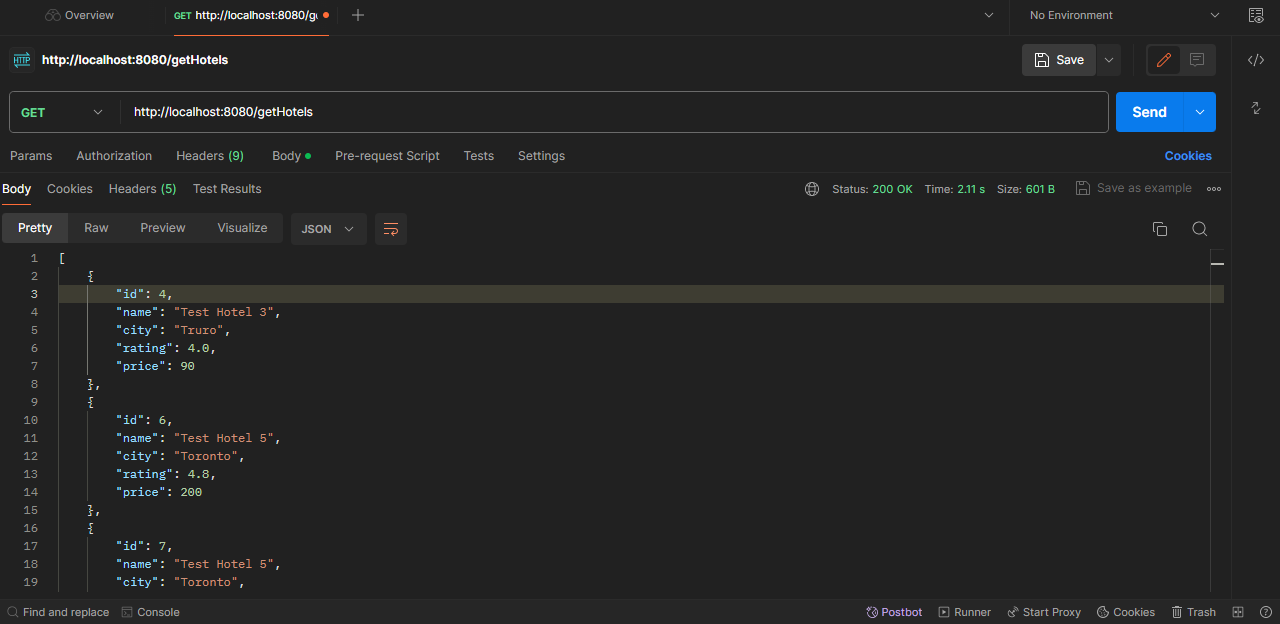 Overview GET http://localhost:8080/g No Environment
HTTP http://localhost:8080/getHotels Save
GET http://localhost:8080/getHotels Send
Params Authorization Headers (9) Body Pre-request Script Tests Settings Cookies
Body Cookies Headers (5) Test Results Status: 200 OK Time: 2.11 s Size: 601 B Save as example
Pretty Raw Preview Visualize JSON
1 [
2 {
3 "id": 4,
4 "name": "Test Hotel 3",
5 "city": "Truro",
6 "rating": 4.0,
7 "price": 90
8 },
9 {
10 "id": 6,
11 "name": "Test Hotel 5",
12 "city": "Toronto",
13 "rating": 4.8,
14 "price": 200
15 },
16 {
17 "id": 7,
18 "name": "Test Hotel 5",
19 "city": "Toronto",
Find and replace Console Postbot Runner Start Proxy Cookies Trash